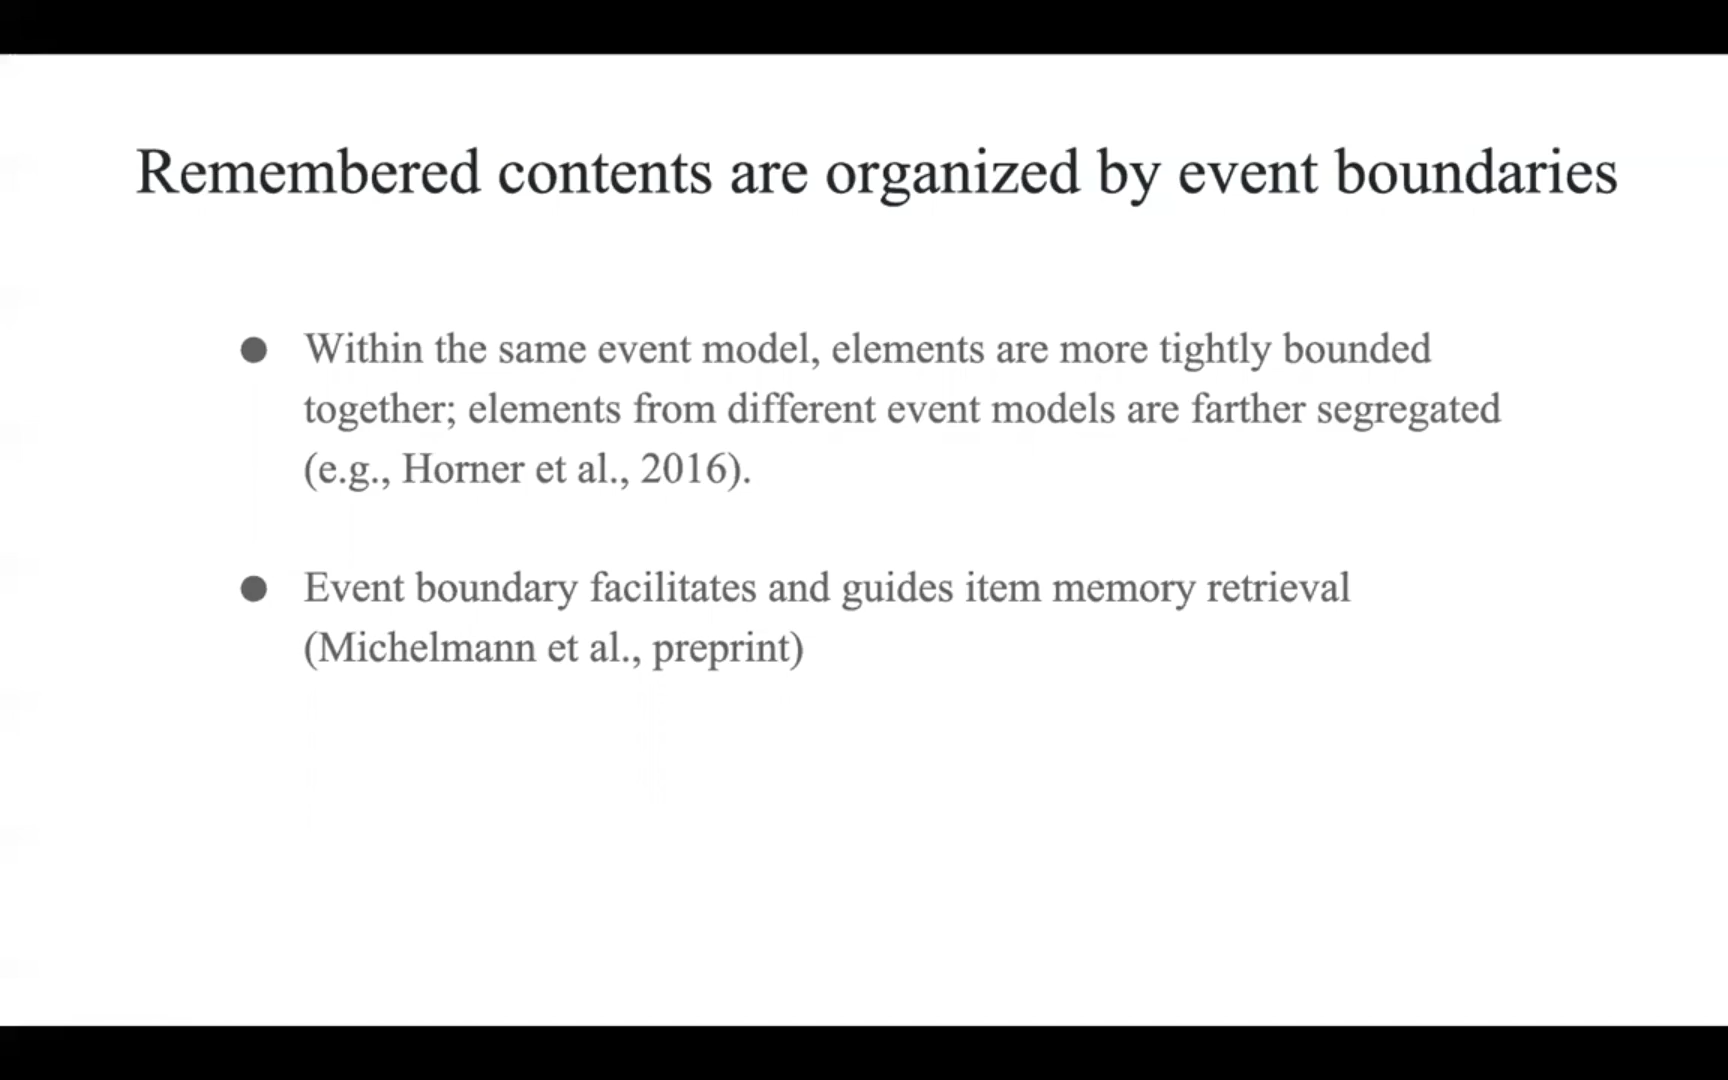 Remembered contents are organized by event boundaries
● Within the same event model, elements are more tightly bounded
together; elements from different event models are farther segregated
(e.g., Horner et al., 2016).
● Event boundary facilitates and guides item memory retrieval
(Michelmann et al., preprint)